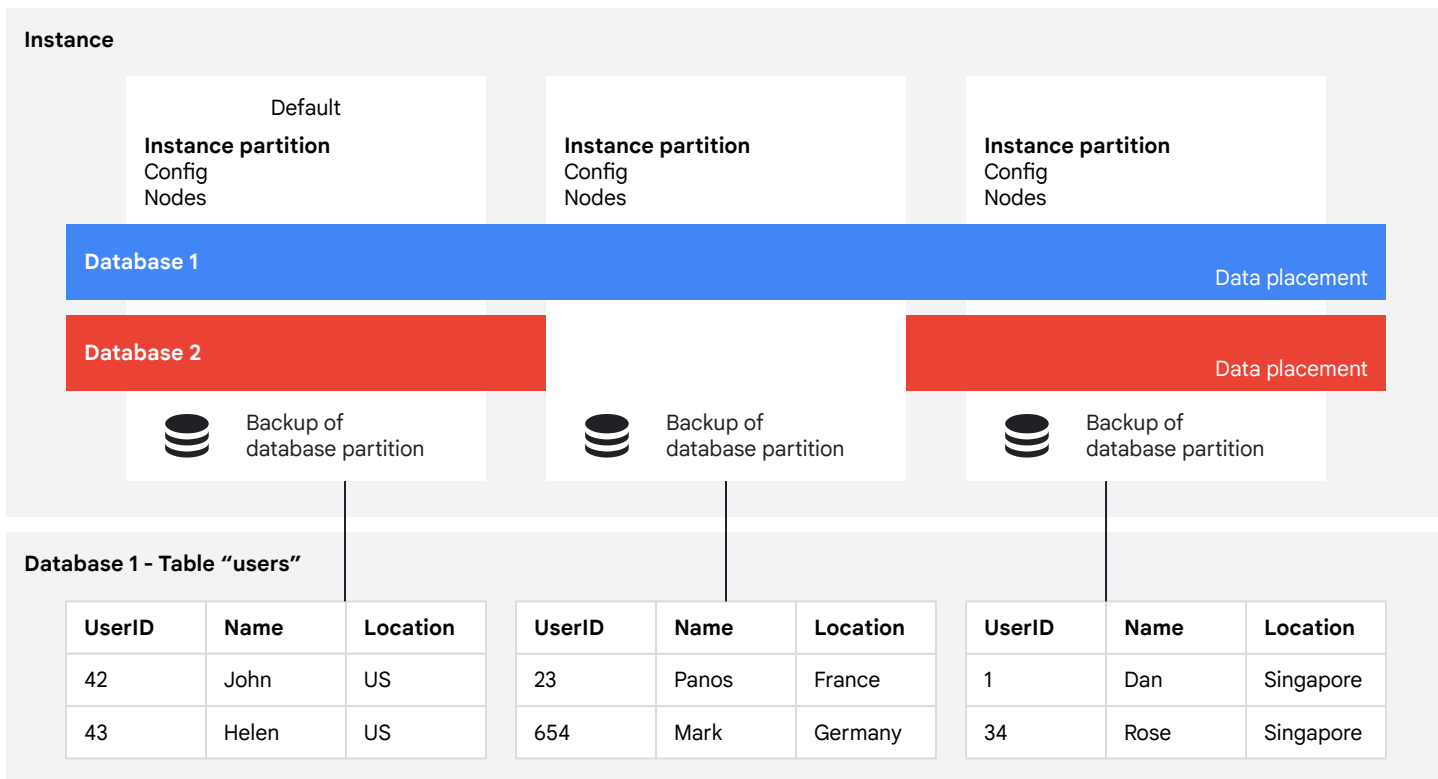 Instance
Default
Instance partition
Config
Nodes
Instance partition
Config
Nodes
Instance partition
Config
Nodes
Database 1
Data placement
Database 2
Data placement
Backup of
database partition
Backup of
database partition
Backup of
database partition
Database 1 - Table “users”
UserID Name Location
42 John US
43 Helen US
UserID Name Location
23 Panos France
654 Mark Germany
UserID Name Location
1 Dan Singapore
34 Rose Singapore